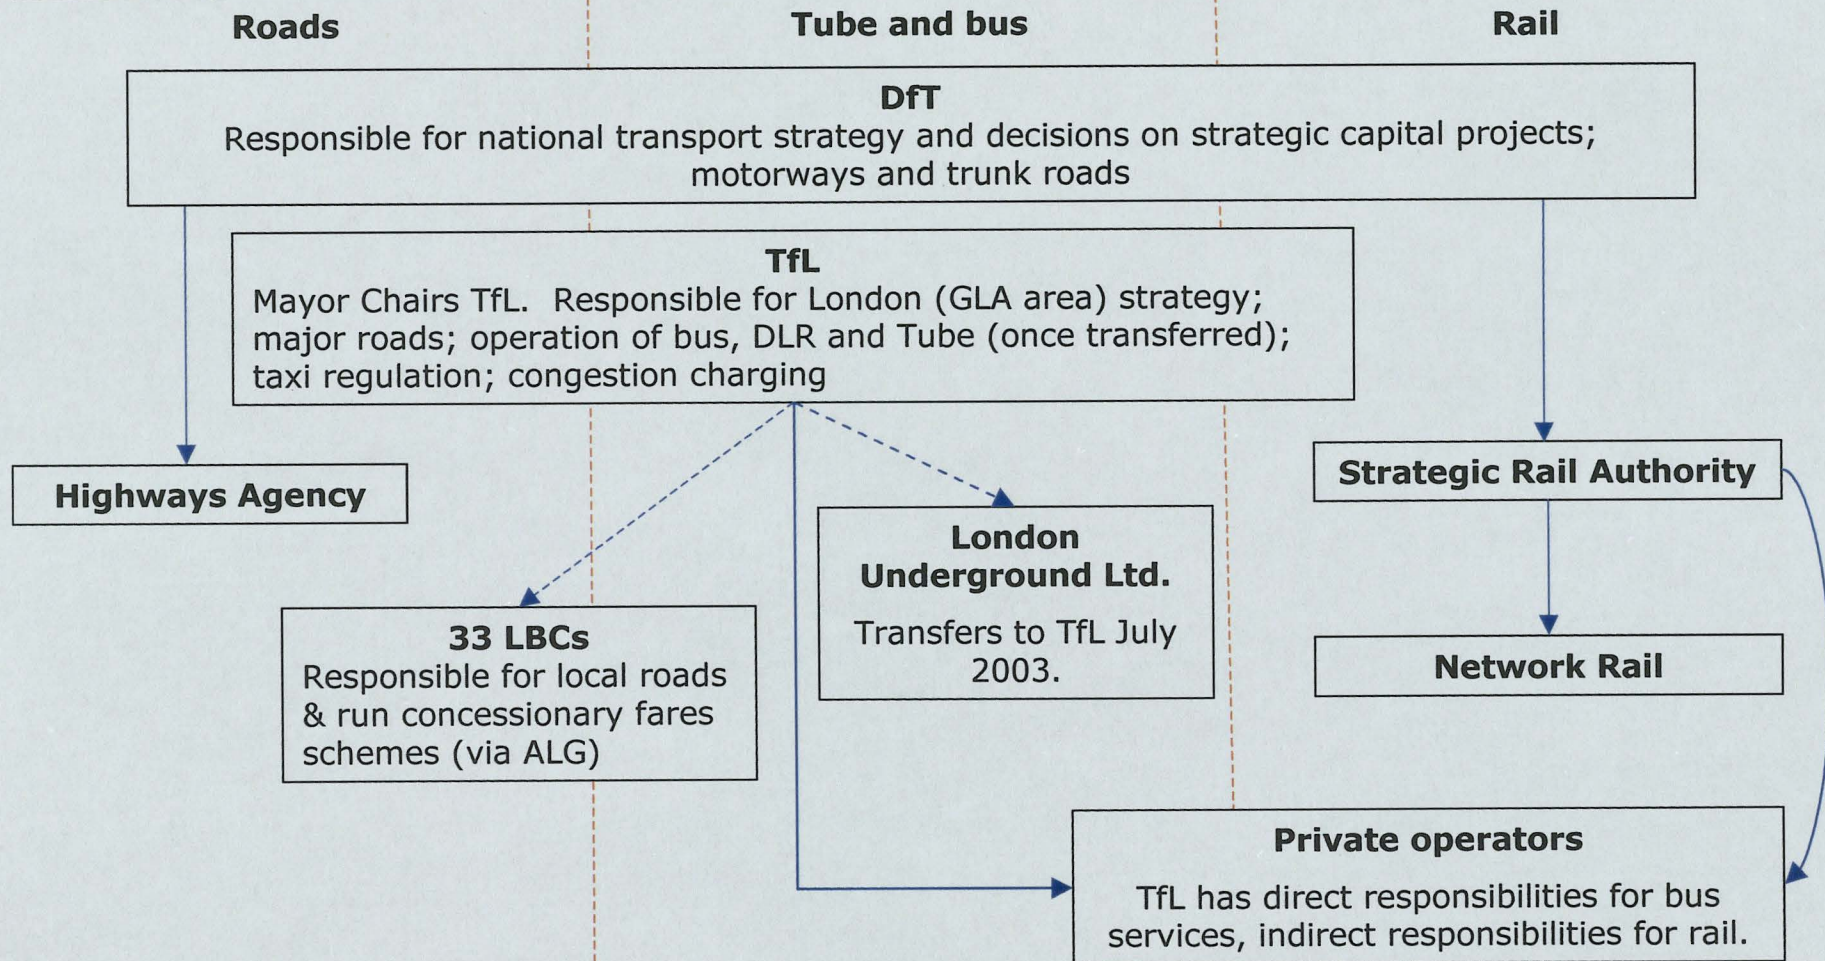 Roads
Tube and bus
Rail
DfT
Responsible for national transport strategy and decisions on strategic capital projects;
motorways and trunk roads
TfL
Mayor Chairs TfL. Responsible for London (GLA area) strategy;
major roads; operation of bus, DLR and Tube (once transferred);
taxi regulation; congestion charging
Highways Agency
Strategic Rail Authority
London
Underground Ltd.
Transfers to TfL July
2003.
33 LBCs
Responsible for local roads
& run concessionary fares
schemes (via ALG)
Network Rail
Private operators
TfL has direct responsibilities for bus
services, indirect responsibilities for rail.